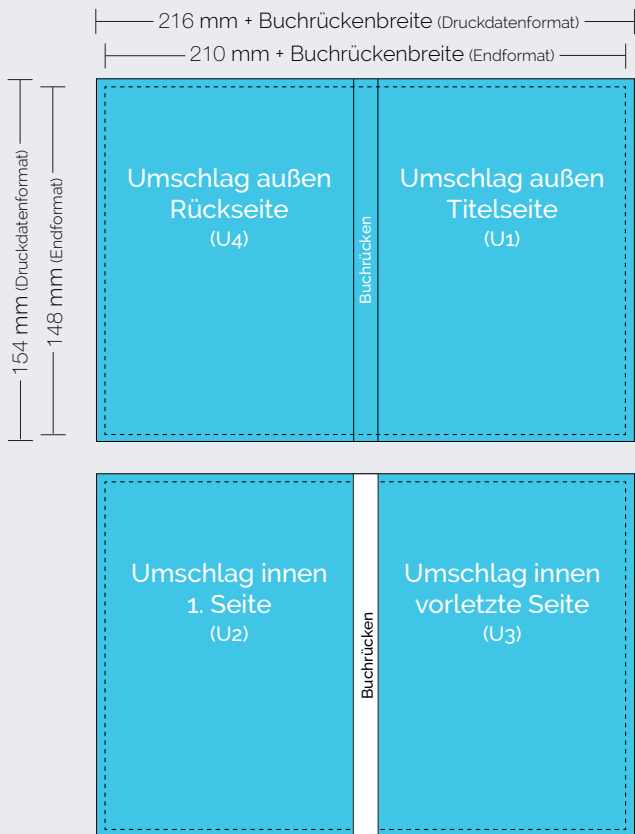 216 mm + Buchrückenbreite (Druckdatenformat)
210 mm + Buchrückenbreite (Endformat)
154 mm (Druckdatenformat)
148 mm (Endformat)
Umschlag außen
Rückseite
(U4)
Buchrücken
Umschlag außen
Titelseite
(U1)
Umschlag innen
1. Seite
(U2)
Buchrücken
Umschlag innen
vorletzte Seite
(U3)